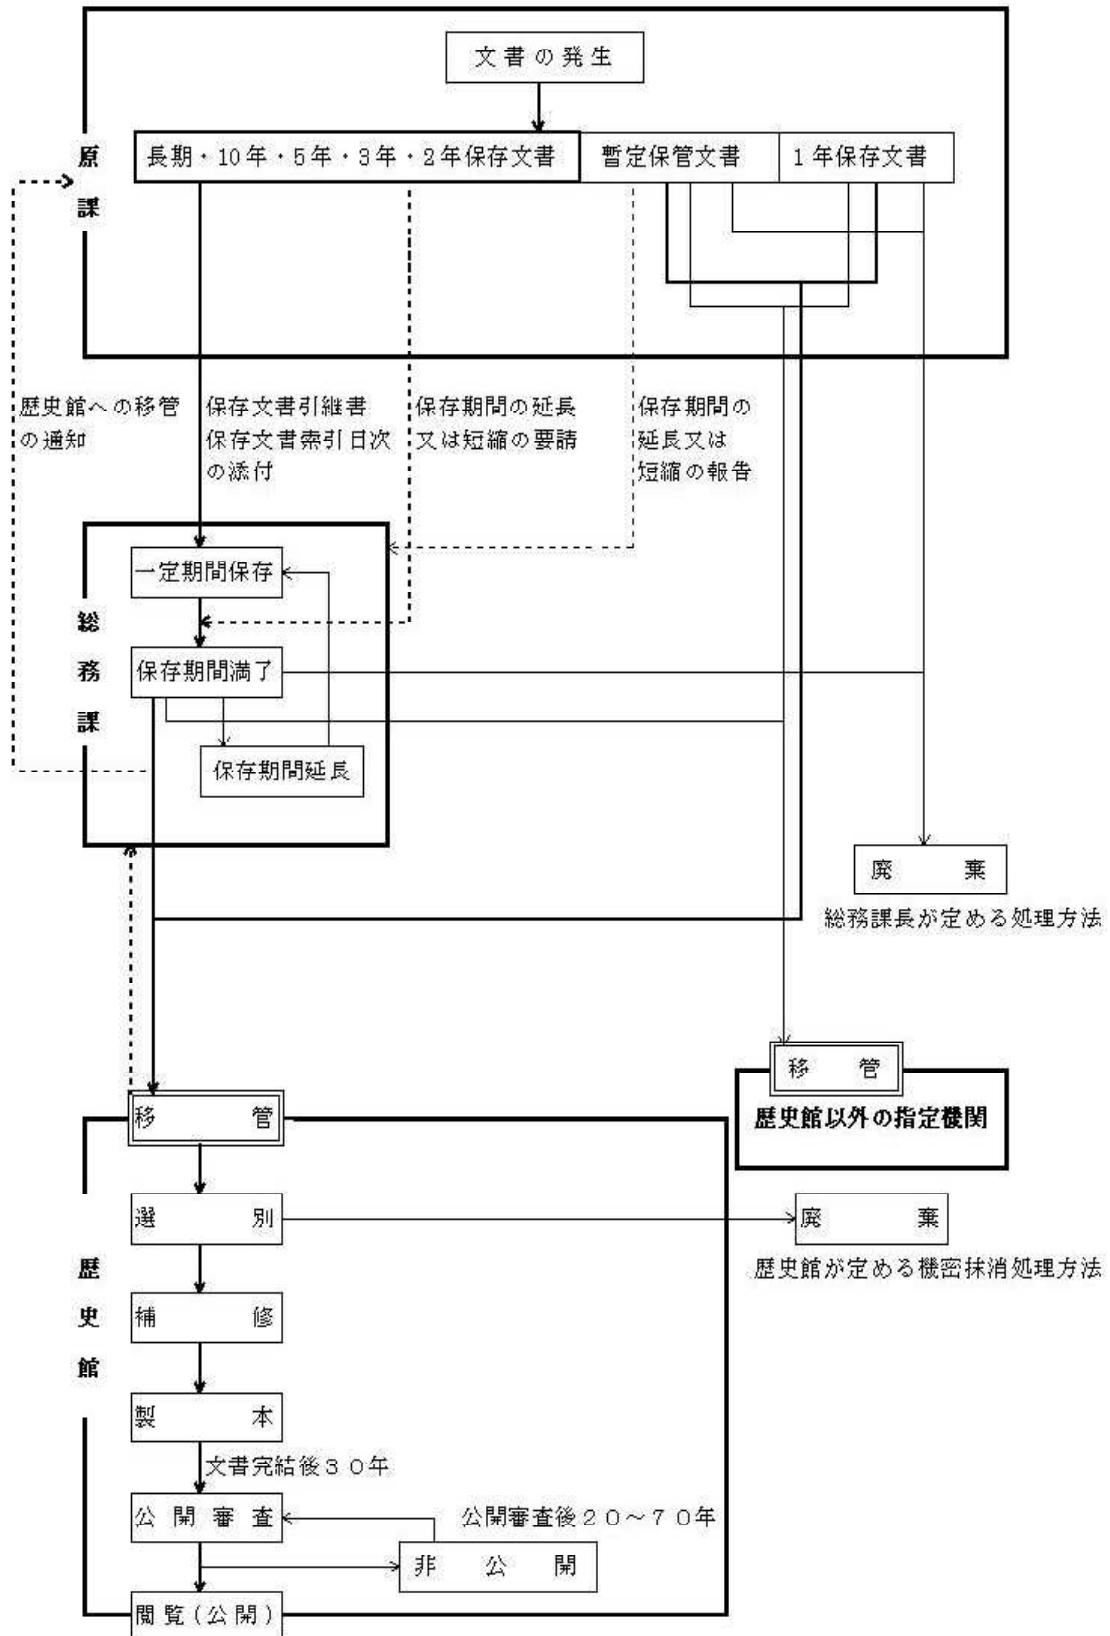 文書の発生
原課
長期・10年・5年・3年・2年保存文書
暫定保管文書
1年保存文書
歴史館への移管
の通知
保存文書引継書
保存文書索引目次
の添付
保存期間の延長
又は短縮の要請
保存期間の
延長又は
短縮の報告
総務課
一定期間保存
保存期間満了
保存期間延長
廃棄
総務課長が定める処理方法
移管
歴史館以外の指定機関
移管
歴史館
選別
廃棄
歴史館が定める機密抹消処理方法
補修
製本
文書完結後30年
公開審査
公開審査後20～70年
非公開
閲覧(公開)